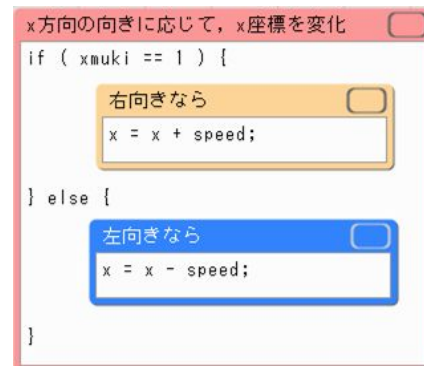 x方向の向きに応じて，x座標を変化
if ( xmuki == 1 ) {
右向きなら
x = x + speed;
} else {
左向きなら
x = x - speed;
}